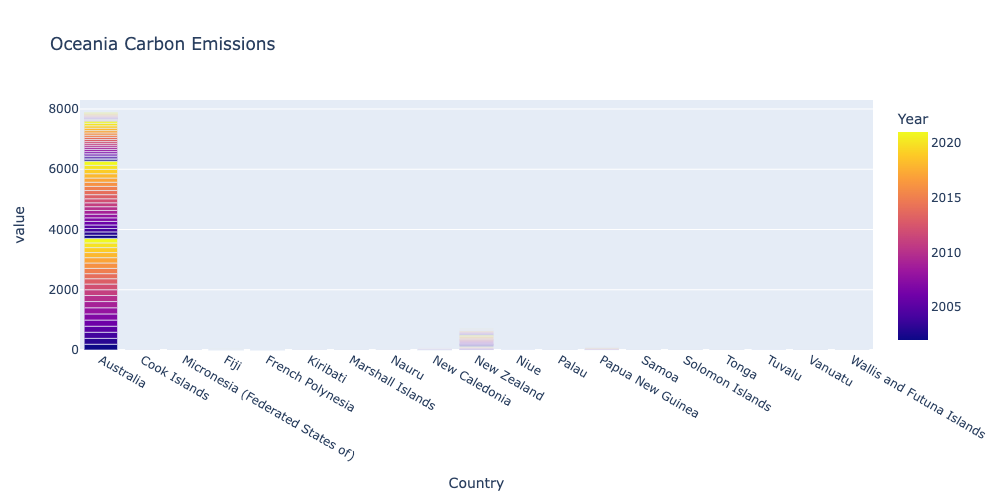 Oceania Carbon Emissions
Year
8000
6000
4000
2000
0
value
2020
2015
2010
2005
Australia
Cook Islands
Micronesia (Federated States of)
Fiji
French Polynesia
Kiribati
Marshall Islands
Nauru
New Caledonia
New Zealand
Niue
Palau
Papua New Guinea
Samoa
Solomon Islands
Tonga
Tuvalu
Vanuatu
Wallis and Futuna Islands
Country